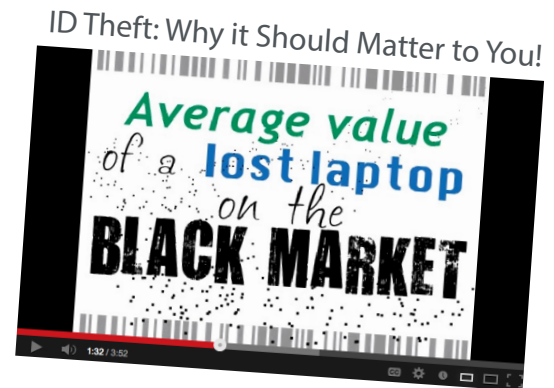 ID Theft: Why it Should Matter to You!
Average value
of a lost laptop
on the
BLACK MARKET
1:32 / 3:52
CC